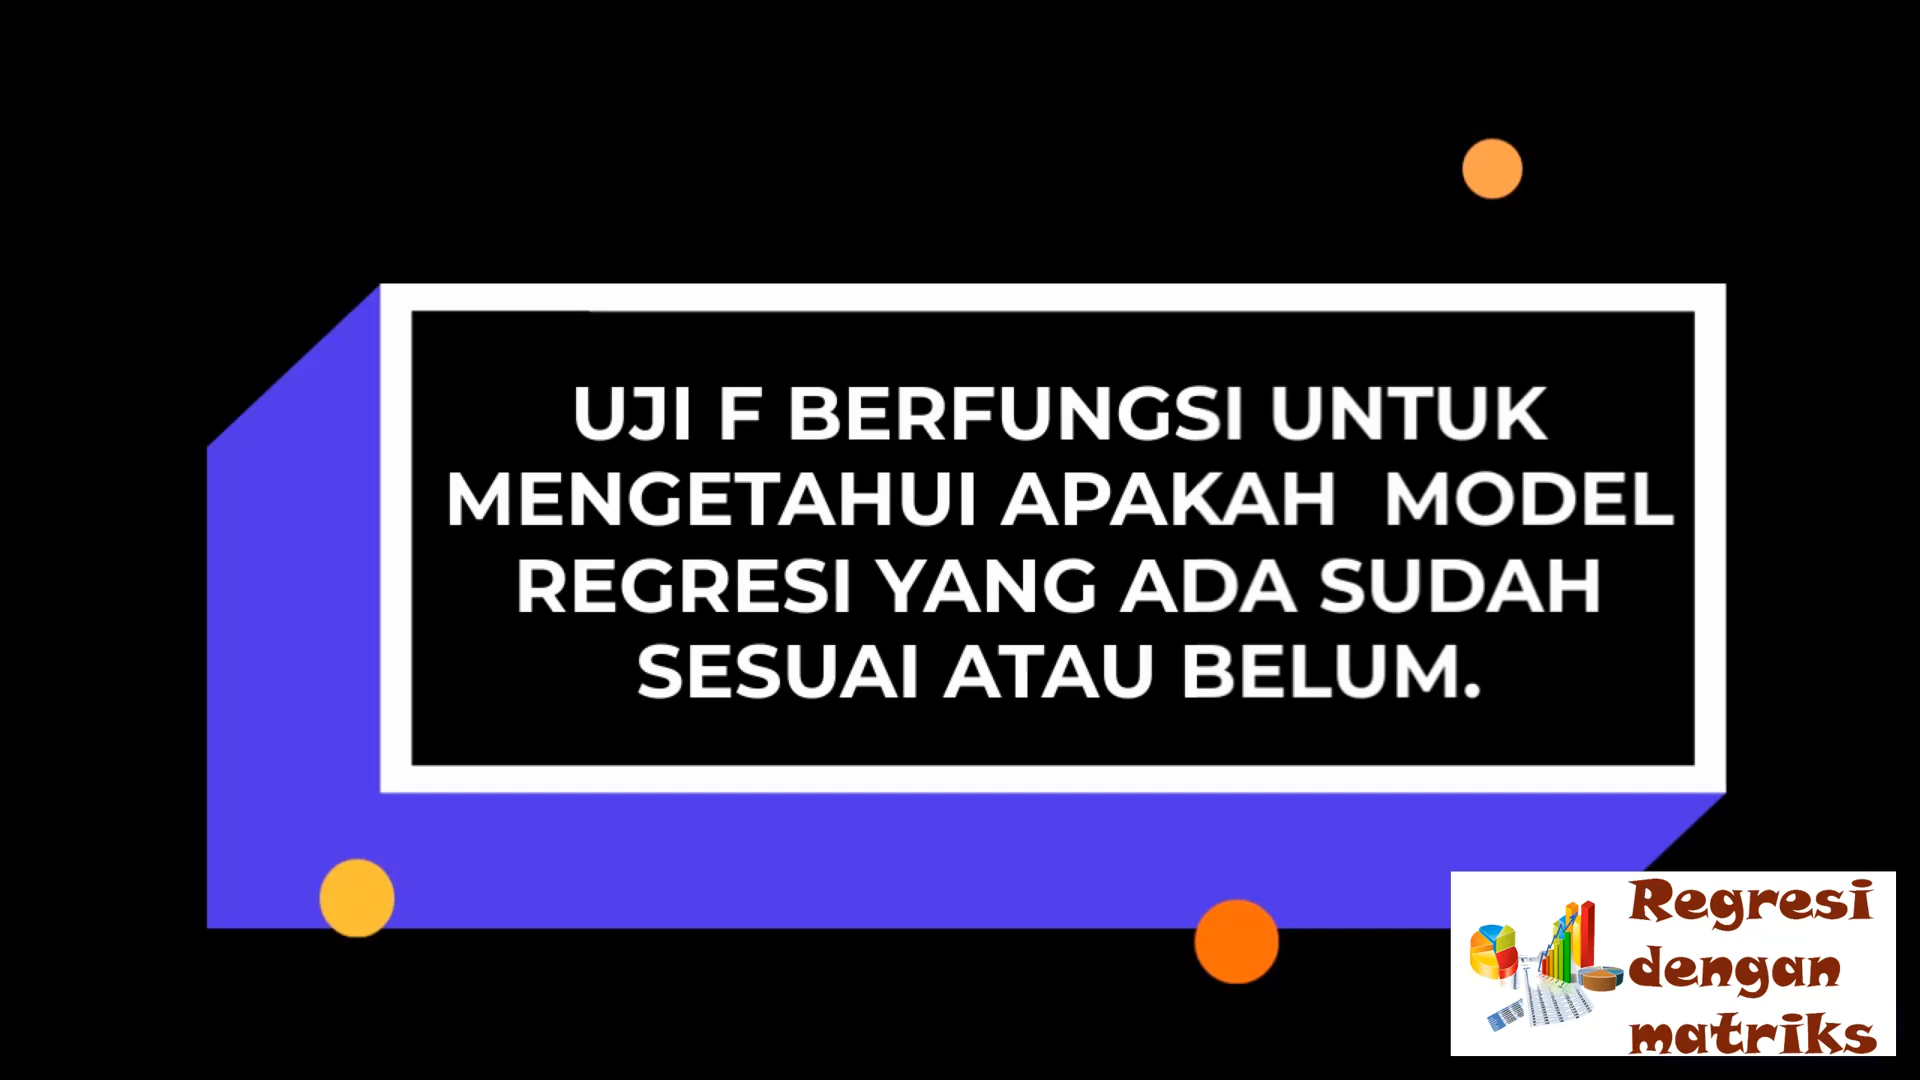 UJI F BERFUNGSI UNTUK
MENGETAHUI APAKAH MODEL
REGRESI YANG ADA SUDAH
SESUAI ATAU BELUM.
Regresi
dengan
matriks